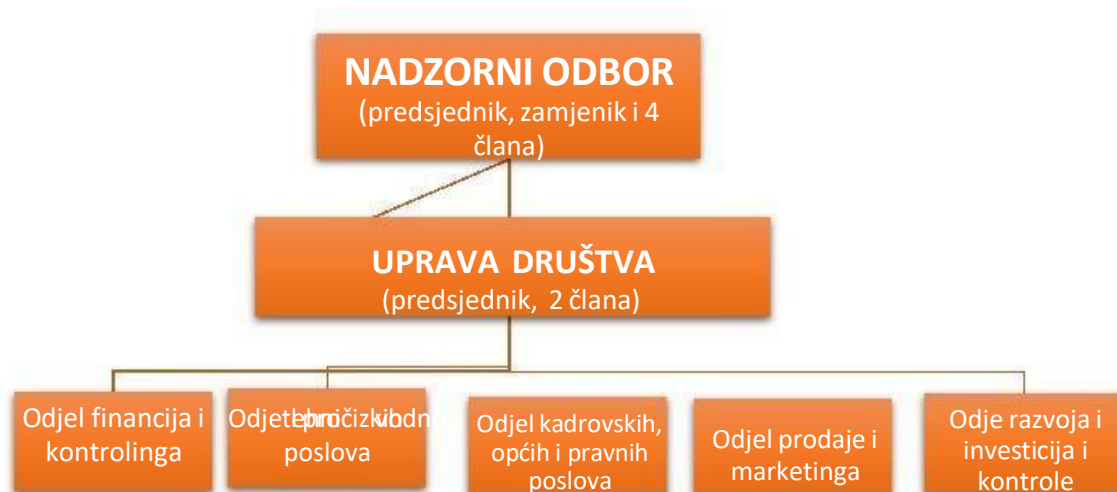 NADZORNI ODBOR
(predsjednik, zamjenik i 4
člana)
UPRAVA DRUŠTVA
(predsjednik, 2 člana)
Odjel financija i
kontrolinga
poslova
Odjel kadrovskih,
općih i pravnih
poslova
Odjel prodaje i
marketinga
Odje razvoja i
investicija i
kontrole